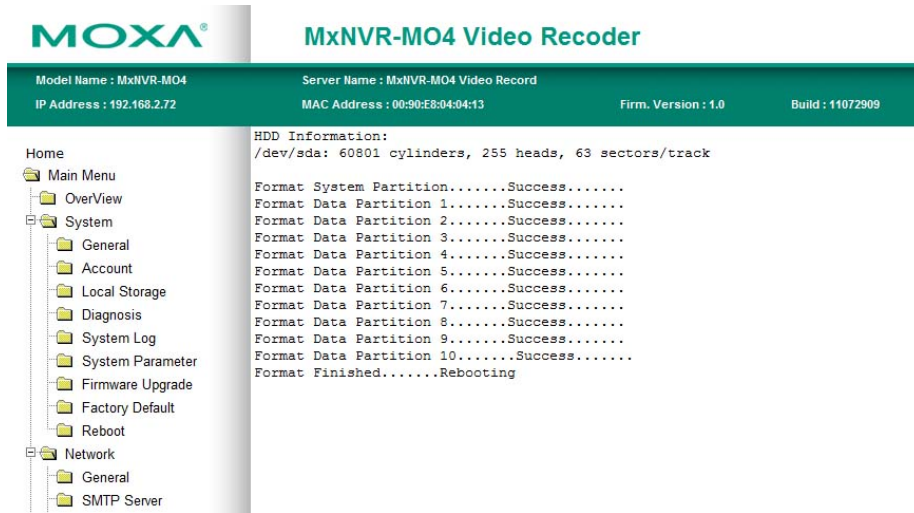 MOXA®
MxNVR-MO4 Video Recoder
Model Name : MxNVR-MO4
Server Name : MxNVR-MO4 Video Record
IP Address : 192.168.2.72
MAC Address : 00:90:E8:04:04:13
Firm. Version : 1.0
Build : 11072909
Home
Main Menu
OverView
System
General
Account
Local Storage
Diagnosis
System Log
System Parameter
Firmware Upgrade
Factory Default
Reboot
Network
General
SMTP Server
HDD Information:
/dev/sda: 60801 cylinders, 255 heads, 63 sectors/track
Format System Partition.......Success.......
Format Data Partition 1.......Success.......
Format Data Partition 2.......Success.......
Format Data Partition 3.......Success.......
Format Data Partition 4.......Success.......
Format Data Partition 5.......Success.......
Format Data Partition 6.......Success.......
Format Data Partition 7.......Success.......
Format Data Partition 8.......Success.......
Format Data Partition 9.......Success.......
Format Data Partition 10.......Success.......
Format Finished.......Rebooting